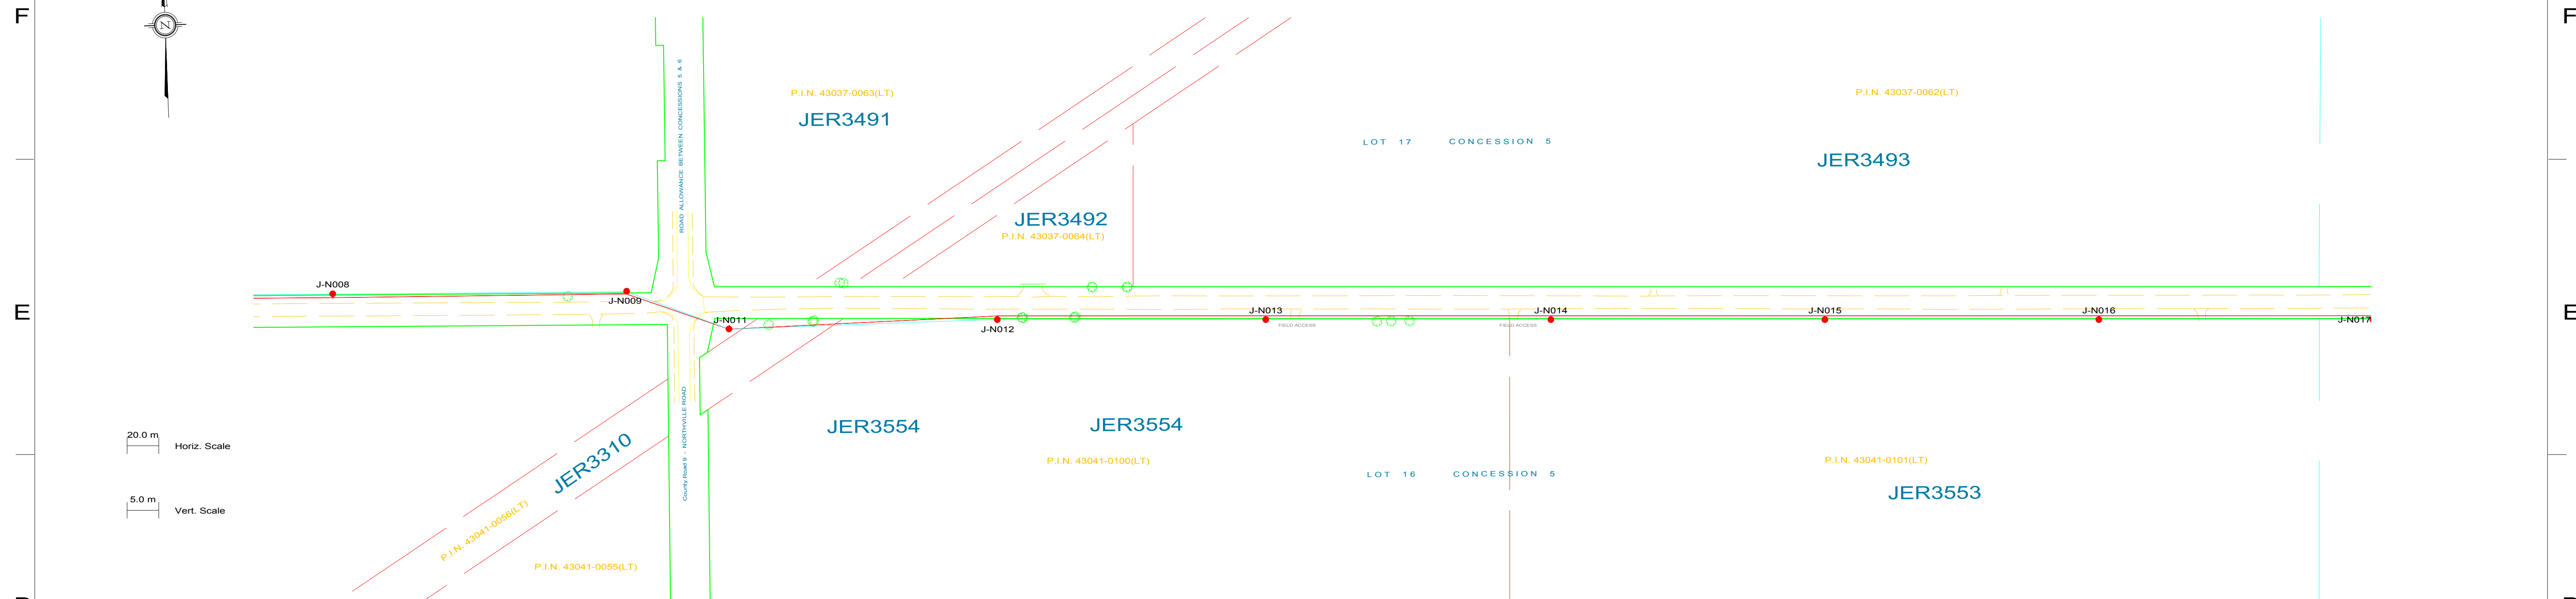 F
F
N
ROAD ALLOWANCE BETWEEN CONCESSIONS 5 & 6
P.I.N. 43037-0063(LT)
JER3491
P.I.N. 43037-0062(LT)
LOT 17 CONCESSION 5
JER3493
JER3492
P.I.N. 43037-0064(LT)
J-N008
J-N009
E
E
J-N011
J-N012
J-N013
FIELD ACCESS
FIELD ACCESS
J-N014
J-N015
J-N016
J-N017
County Road 9 - NORTHVILLE ROAD
JER3554
JER3554
20.0 m
Horiz. Scale
JER3310
P.I.N. 43041-0100(LT)
P.I.N. 43041-0101(LT)
LOT 16 CONCESSION 5
JER3553
5.0 m
Vert. Scale
P.I.N. 43041-0056(LT)
P.I.N. 43041-0055(LT)